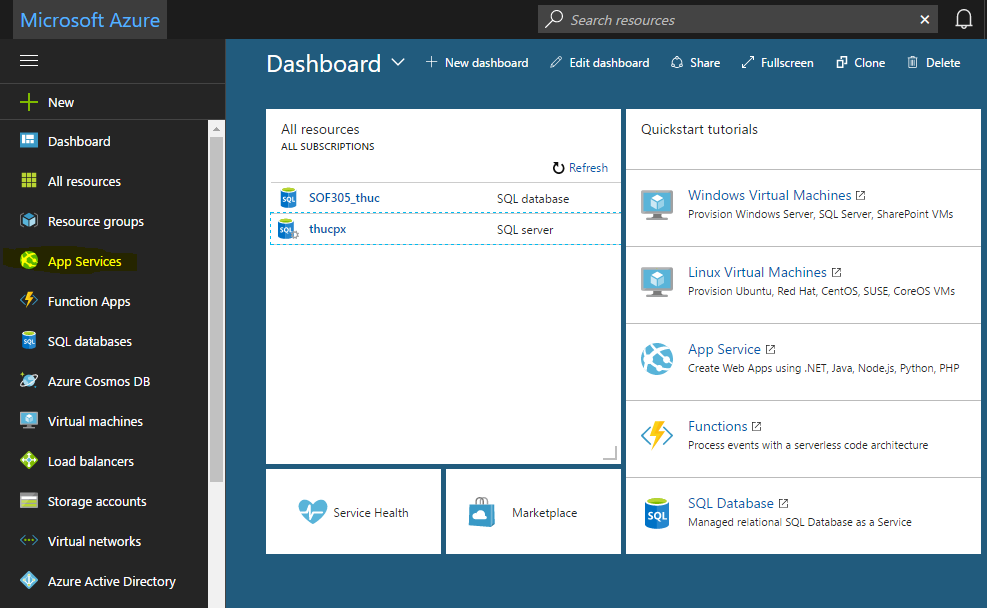 Microsoft Azure
Search resources
New
Dashboard
All resources
Resource groups
App Services
Function Apps
SQL databases
Azure Cosmos DB
Virtual machines
Load balancers
Storage accounts
Virtual networks
Azure Active Directory
Dashboard
New dashboard
Edit dashboard
Share
Fullscreen
Clone
Delete
All resources
ALL SUBSCRIPTIONS
Refresh
SOF305_thuc SQL database
thucpx SQL server
Service Health
Marketplace
Quickstart tutorials
Windows Virtual Machines
Provision Windows Server, SQL Server, SharePoint VMs
Linux Virtual Machines
Provision Ubuntu, Red Hat, CentOS, SUSE, CoreOS VMs
App Service
Create Web Apps using .NET, Java, Node.js, Python, PHP
Functions
Process events with a serverless code architecture
SQL
SQL Database
Managed relational SQL Database as a Service